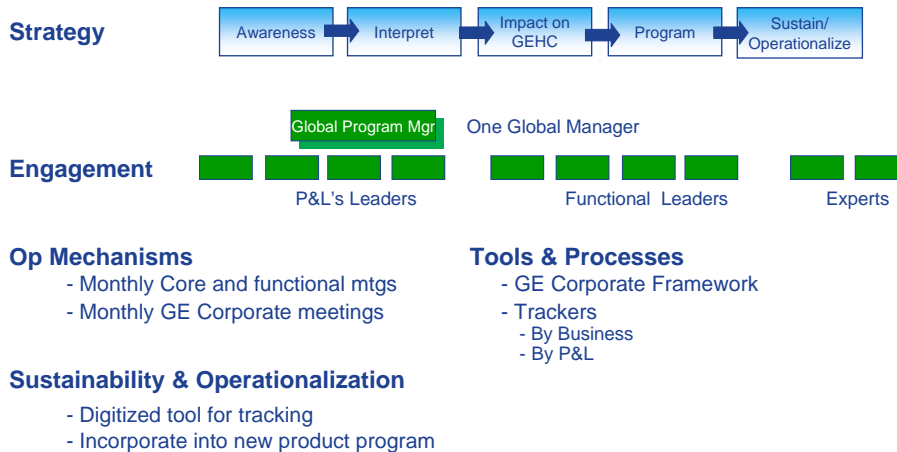 Strategy
Awareness
Interpret
Impact on
GEHC
Program
Sustain/
Operationalize
Global Program Mgr
One Global Manager
Engagement
P&L's Leaders
Functional Leaders
Experts
Op Mechanisms
- Monthly Core and functional mtgs
- Monthly GE Corporate meetings
Tools & Processes
- GE Corporate Framework
- Trackers
- By Business
- By P&L
Sustainability & Operationalization
- Digitized tool for tracking
- Incorporate into new product program